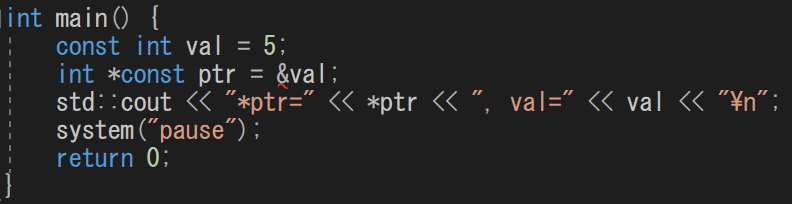 int main() {
const int val = 5;
int *const ptr = &val;
std::cout << "*ptr=" << *ptr << ", val=" << val << "¥n";
system("pause");
return 0;
}